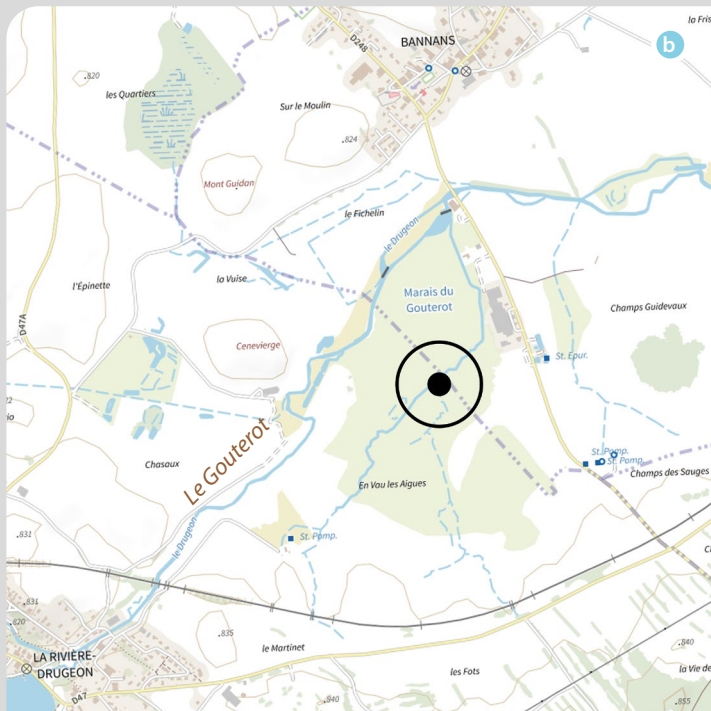 la Fris
b
D248
BANNANS
.820
les Quartiers
Sur le Moulin
.824
Mont Guidan
le Fichelin
le Drugeon
la Vuise
l'Épinette
Marais du
Gouterot
Champs Guidevaux
D47A
Cenevierge
St. Épur.
Le Gouterot
St. Pomp.
St. Pomp.
Chasaux
Champs des Sauges
En Vau les Aigues
.831
le Drugeon
St. Pomp.
.831
.820
.835
le Martinet
.840
LA RIVIÈRE-
DRUGEON
les Fots
la Vie de
D47
.840
.855